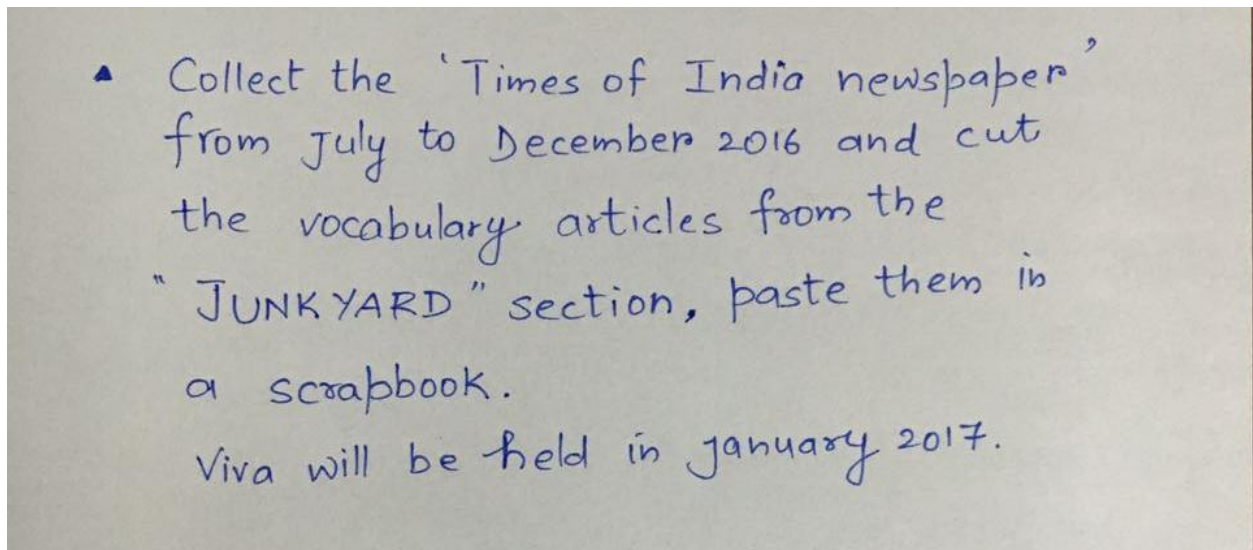 ▲ Collect the 'Times of India newspaper'
from July to December 2016 and cut
the vocabulary articles from the
"JUNKYARD" section, paste them in
a scrapbook.
Viva will be held in january 2017.